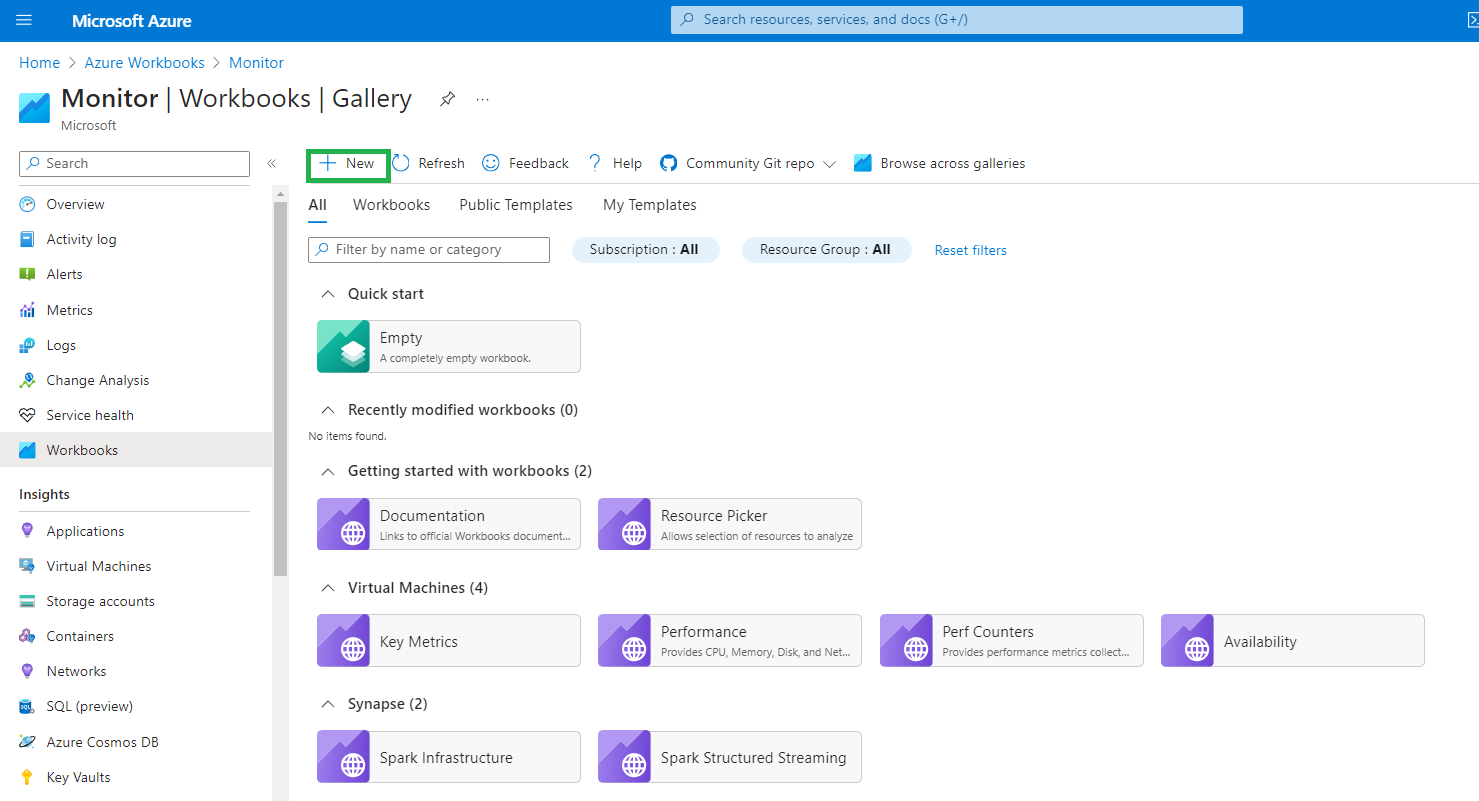 Microsoft Azure
Search resources, services, and docs (G+/)
Home > Azure Workbooks > Monitor
Monitor | Workbooks | Gallery ...
Microsoft
Search «
Overview
Activity log
Alerts
Metrics
Logs
Change Analysis
Service health
Workbooks
Insights
Applications
Virtual Machines
Storage accounts
Containers
Networks
SQL (preview)
Azure Cosmos DB
Key Vaults
+ New Refresh Feedback ? Help Community Git repo Browse across galleries
All Workbooks Public Templates My Templates
Filter by name or category Subscription : All Resource Group : All Reset filters
Quick start
Empty
A completely empty workbook.
Recently modified workbooks (0)
No items found.
Getting started with workbooks (2)
Documentation
Links to official Workbooks document...
Resource Picker
Allows selection of resources to analyze
Virtual Machines (4)
Key Metrics
Performance
Provides CPU, Memory, Disk, and Net...
Perf Counters
Provides performance metrics collect...
Availability
Synapse (2)
Spark Infrastructure
Spark Structured Streaming